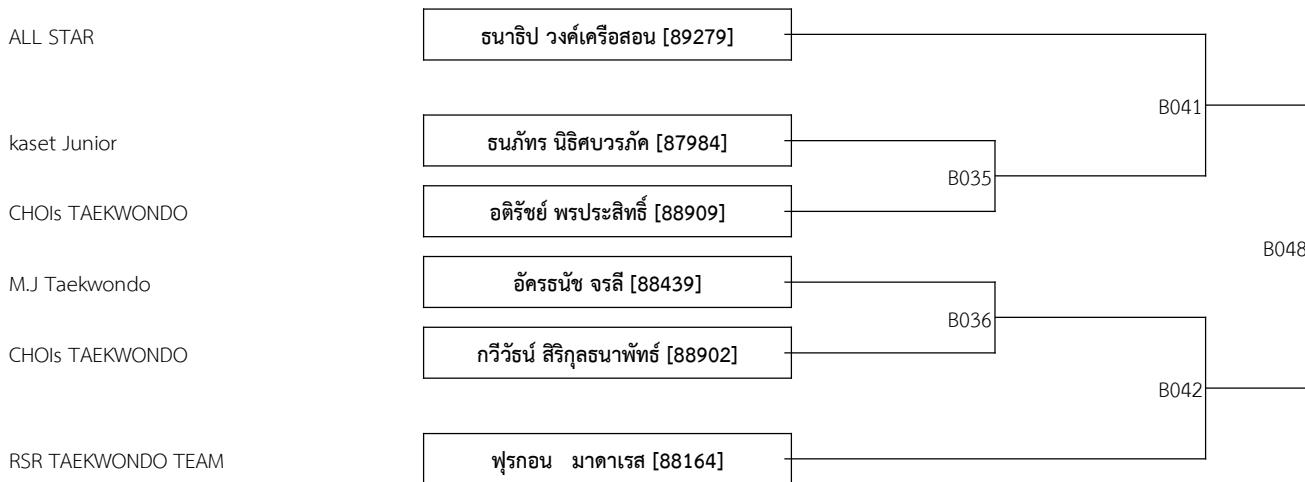 ALL STAR ธนาธิป วงค์เครือสอน [89279]
B041
kaset Junior ธนภัทร นิธิศบวรภัค [87984]
B035
CHOIs TAEKWONDO อติรัชย์ พรประสิทธิ์ [88909]
B048
M.J Taekwondo อัครธนัช จรลี [88439]
B036
CHOIs TAEKWONDO กวีวัธน์ สิริกุลธนาพัทธ์ [88902]
B042
RSR TAEKWONDO TEAM ฟุรกอน มาดาเรส [88164]